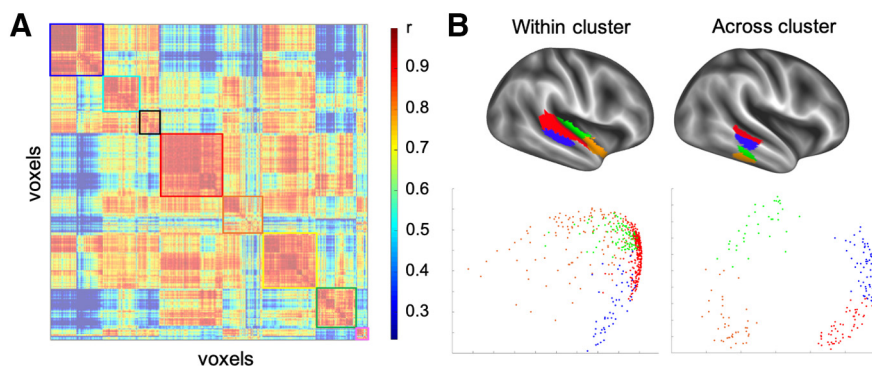 A
r
0.9
0.8
0.7
0.6
0.5
0.4
0.3
voxels
voxels
B
Within cluster
Across cluster